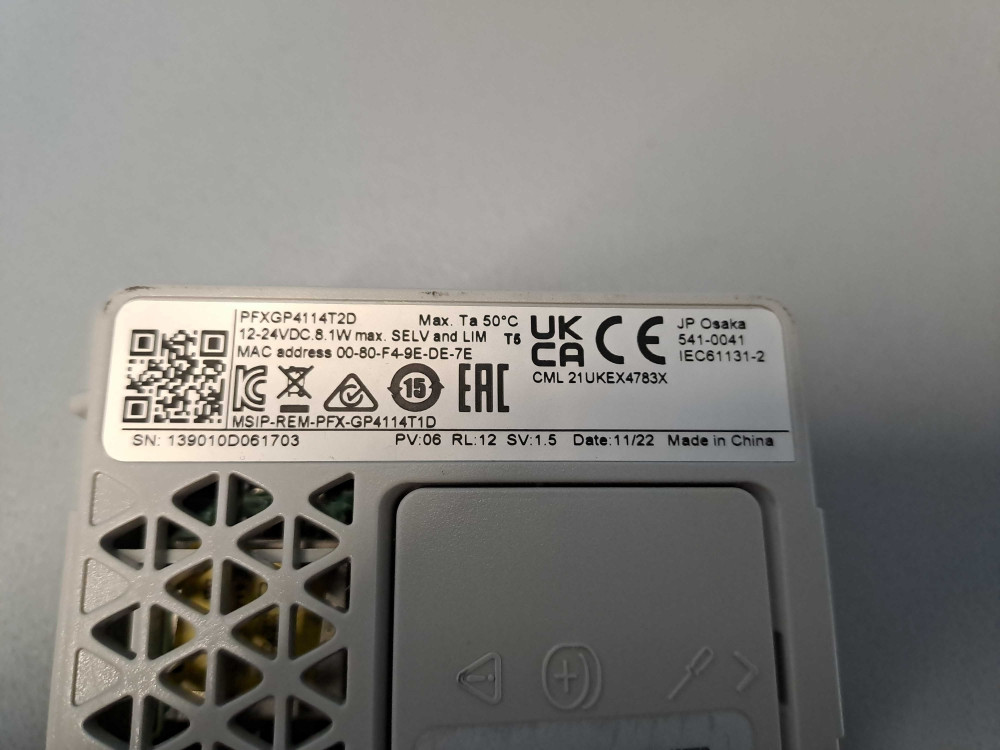 PFXGP4114T2D Max. Ta 50°C
12-24VDC.8.1W max. SELV and LIM T6
MAC address 00-80-F4-9E-DE-7E
15
EAC
MSIP-REM-PFX-GP4114T1D
UK
CA
CE
CML 21UKEX4783X
JP Osaka
541-0041
IEC61131-2
SN: 139010D061703 PV:06 RL:12 SV:1.5 Date:11/22 Made in China